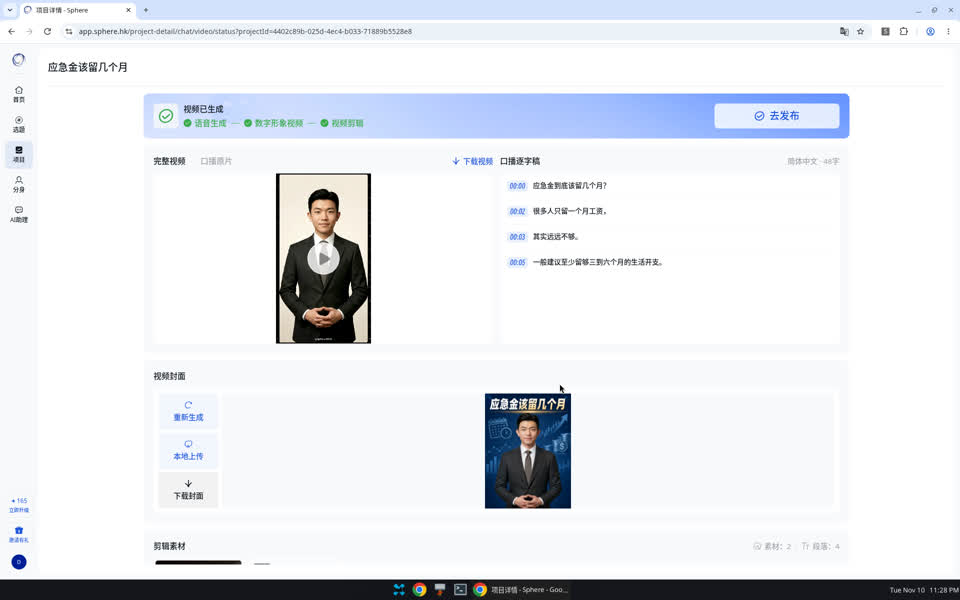 项目详情 - Sphere
app.sphere.hk/project-detail/chat/video/status?projectId=4402c89b-025d-4ec4-b033-71889b5528e8
首页
选题
项目
分身
AI助理
165
立即升级
邀请有礼
应急金该留几个月
视频已生成
语音生成 — 数字形象视频 — 视频剪辑
去发布
完整视频 口播原片
下载视频
口播逐字稿
简体中文 · 48字
00:00 应急金到底该留几个月?
00:02 很多人只留一个月工资,
00:03 其实远远不够。
00:05 一般建议至少留够三到六个月的生活开支。
视频封面
重新生成
本地上传
下载封面
应急金该留几个月
剪辑素材
素材: 2
段落: 4
项目详情 - Sphere - Goo...
Tue Nov 10 11:28 PM